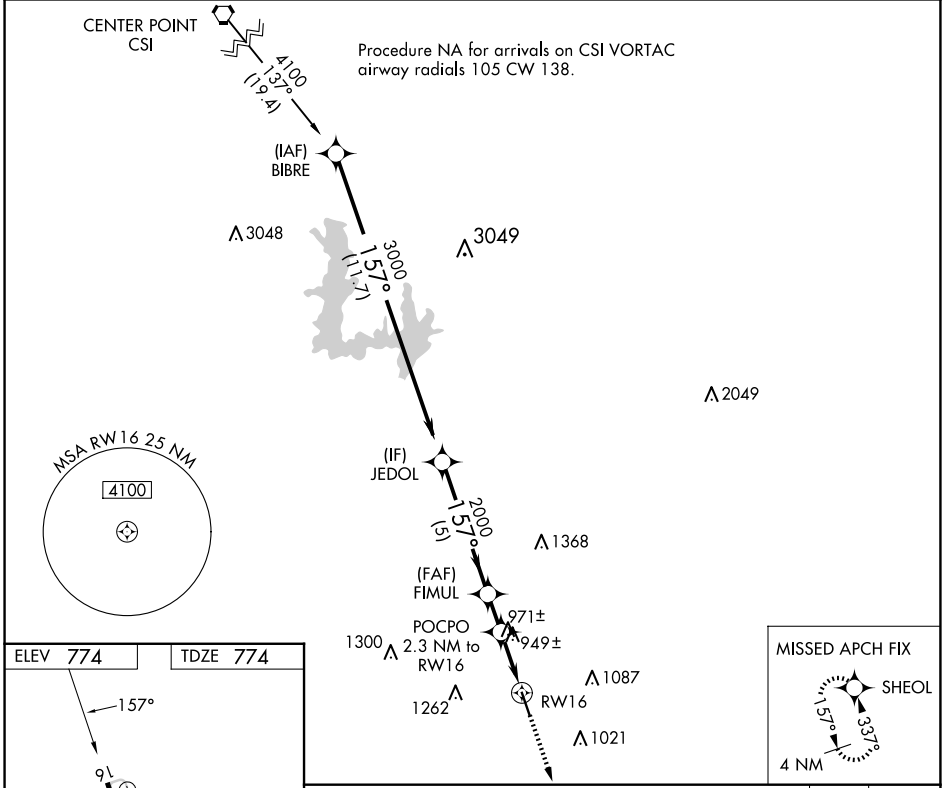 CENTER POINT
CSI
Procedure NA for arrivals on CSI VORTAC
airway radials 105 CW 138.
4100
137°
(19.4)
(IAF)
BIBRE
3048
3049
3000
157°
(11.7)
2049
MSA RW16 25 NM
4100
(IF)
JEDOL
2000
157°
(5)
1368
(FAF)
FIMUL
971±
POCPO
2.3 NM to
RW16
949±
1300
1087
1262
RW16
1021
ELEV 774
TDZE 774
157°
16
MISSED APCH FIX
SHEOL
157°
337°
4 NM